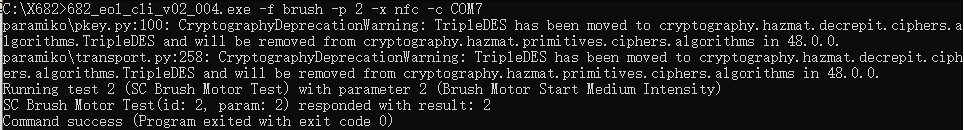 C:\X682>682_eol_cli_v02_004.exe -f brush -p 2 -x nfc -c COM7
paramiko\pkey.py:100: CryptographyDeprecationWarning: TripleDES has been moved to cryptography.hazmat.decrepit.ciphers.a
lgorithms.TripleDES and will be removed from cryptography.hazmat.primitives.ciphers.algorithms in 48.0.0.
paramiko\transport.py:258: CryptographyDeprecationWarning: TripleDES has been moved to cryptography.hazmat.decrepit.ciph
ers.algorithms.TripleDES and will be removed from cryptography.hazmat.primitives.ciphers.algorithms in 48.0.0.
Running test 2 (SC Brush Motor Test) with parameter 2 (Brush Motor Start Medium Intensity)
SC Brush Motor Test(id: 2, param: 2) responded with result: 2
Command success (Program exited with exit code 0)